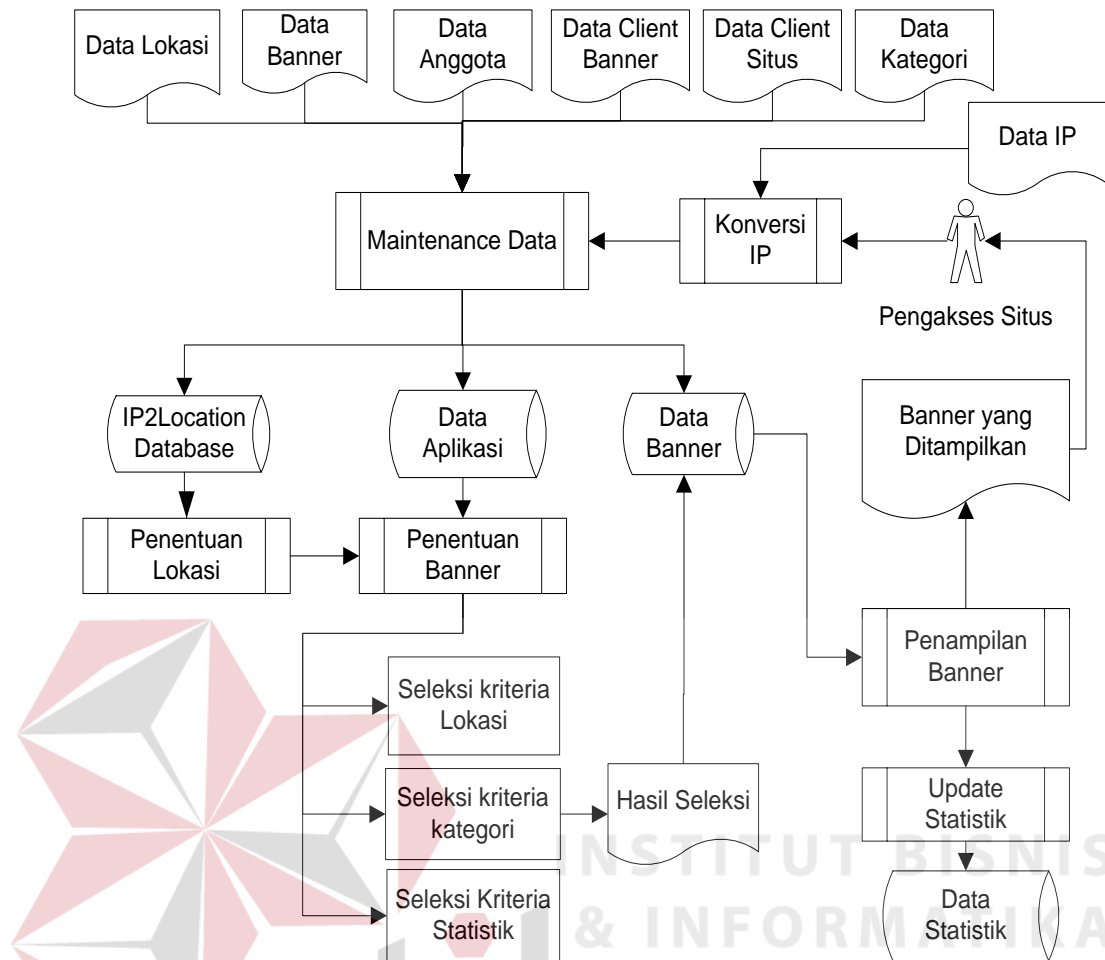 Data Lokasi
Data
Banner
Data
Anggota
Data Client
Banner
Data Client
Situs
Data
Kategori
Data IP
Maintenance Data
Konversi
IP
Pengakses Situs
IP2Location
Database
Data
Aplikasi
Data
Banner
Banner yang
Ditampilkan
Penentuan
Lokasi
Penentuan
Banner
Penampilan
Banner
Seleksi kriteria
Lokasi
Seleksi kriteria
kategori
Hasil Seleksi
Update
Statistik
Seleksi Kriteria
Statistik
Data
Statistik
INSTITUT BISNIS
& INFORMATIKA